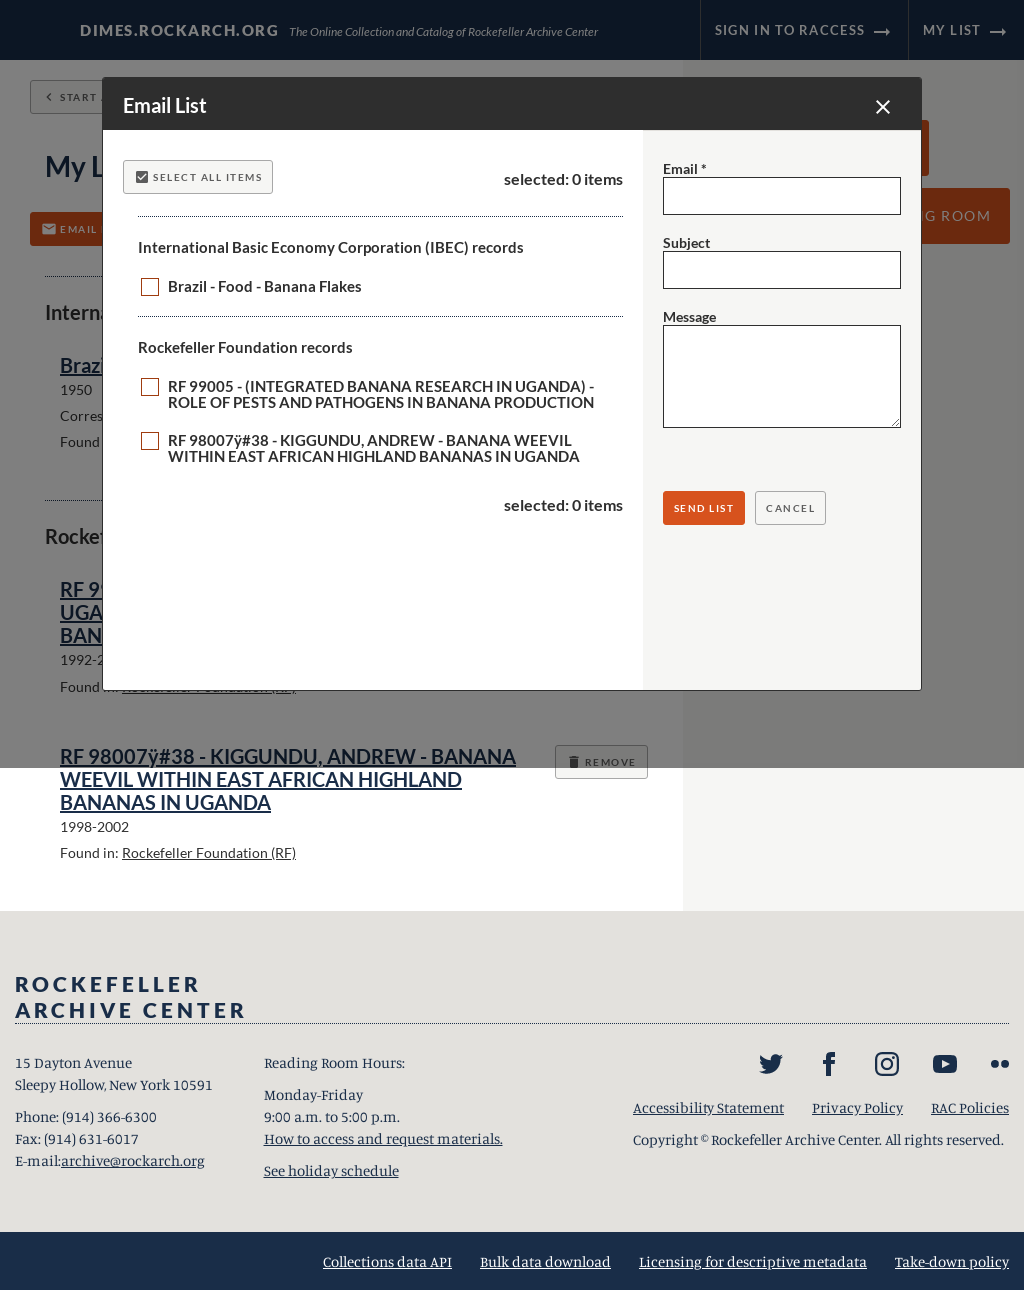 DIMES.ROCKARCH.ORG The Online Collection and Catalog of Rockefeller Archive Center SIGN IN TO RACCESS MY LIST
START
My L
EMAIL
NG ROOM
Interna
Brazi
1950
Corres
Found
Rockef
RF 99
UGA
BAN
1992-2
Found in: Rockefeller Foundation (RF)
Email List
SELECT ALL ITEMS
selected: 0 items
International Basic Economy Corporation (IBEC) records
Brazil - Food - Banana Flakes
Rockefeller Foundation records
RF 99005 - (INTEGRATED BANANA RESEARCH IN UGANDA) -
ROLE OF PESTS AND PATHOGENS IN BANANA PRODUCTION
RF 98007ÿ#38 - KIGGUNDU, ANDREW - BANANA WEEVIL
WITHIN EAST AFRICAN HIGHLAND BANANAS IN UGANDA
selected: 0 items
Email *
Subject
Message
SEND LIST CANCEL
RF 98007ÿ#38 - KIGGUNDU, ANDREW - BANANA
WEEVIL WITHIN EAST AFRICAN HIGHLAND
BANANAS IN UGANDA
REMOVE
1998-2002
Found in: Rockefeller Foundation (RF)
ROCKEFELLER
ARCHIVE CENTER
15 Dayton Avenue
Sleepy Hollow, New York 10591
Phone: (914) 366-6300
Fax: (914) 631-6017
E-mail:archive@rockarch.org
Reading Room Hours:
Monday-Friday
9:00 a.m. to 5:00 p.m.
How to access and request materials.
See holiday schedule
Accessibility Statement Privacy Policy RAC Policies
Copyright © Rockefeller Archive Center. All rights reserved.
Collections data API Bulk data download Licensing for descriptive metadata Take-down policy